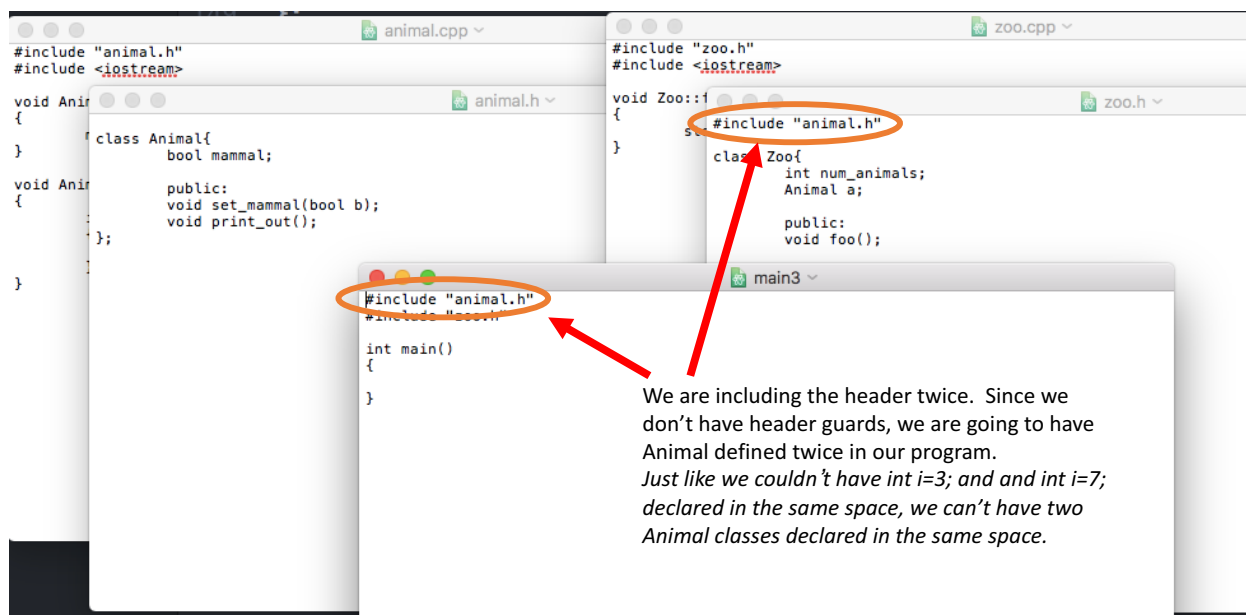 animal.cpp
#include "animal.h"
#include <iostream>
void
{
}
void
{
}
animal.h
class Animal{
bool mammal;
public:
void set_mammal(bool b);
void print_out();
};
zoo.cpp
#include "zoo.h"
#include <iostream>
void Zoo::
{
}
zoo.h
#include "animal.h"
class Zoo{
int num_animals;
Animal a;
public:
void foo();
main3
#include "animal.h"
#include "zoo.h"
int main()
{
}
We are including the header twice. Since we
don’t have header guards, we are going to have
Animal defined twice in our program.
Just like we couldn’t have int i=3; and and int i=7;
declared in the same space, we can’t have two
Animal classes declared in the same space.